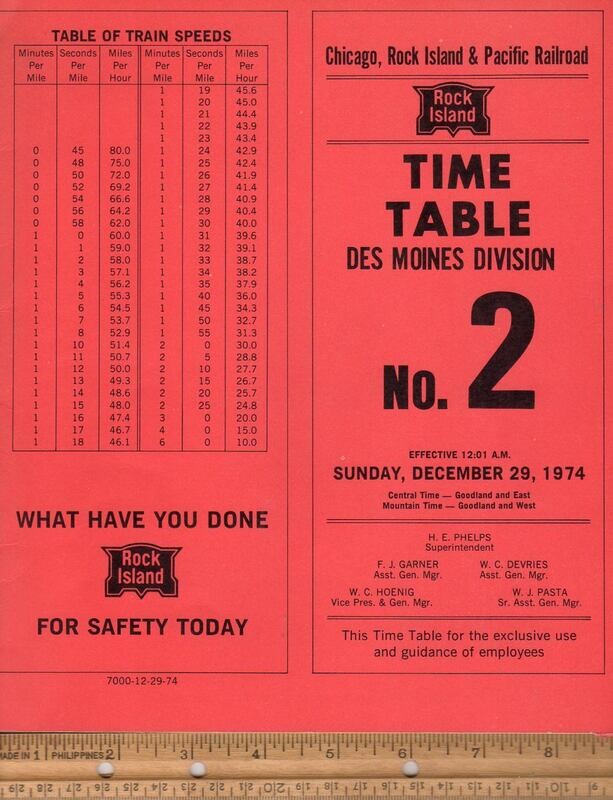 TABLE OF TRAIN SPEEDS
Minutes Per Mile Seconds Per Mile Miles Per Hour Minutes Per Mile Seconds Per Mile Miles Per Hour
1 19 45.6
1 20 45.0
1 21 44.4
1 22 43.9
1 23 43.4
0 45 80.0 1 24 42.9
0 48 75.0 1 25 42.4
0 50 72.0 1 26 41.9
0 52 69.2 1 27 41.4
0 54 66.6 1 28 40.9
0 56 64.2 1 29 40.4
0 58 62.0 1 30 40.0
1 0 60.0 1 31 39.6
1 1 59.0 1 32 39.1
1 2 58.0 1 33 38.7
1 3 57.1 1 34 38.2
1 4 56.2 1 35 37.9
1 5 55.3 1 40 36.0
1 6 54.5 1 45 34.3
1 7 53.7 1 50 32.7
1 8 52.9 1 55 31.3
1 10 51.4 2 0 30.0
1 11 50.7 2 5 28.8
1 12 50.0 2 10 27.7
1 13 49.3 2 15 26.7
1 14 48.6 2 20 25.7
1 15 48.0 2 25 24.8
1 16 47.4 3 0 20.0
1 17 46.7 4 0 15.0
1 18 46.1 6 0 10.0
WHAT HAVE YOU DONE
Rock
Island
FOR SAFETY TODAY
7000-12-29-74
Chicago, Rock Island & Pacific Railroad
Rock
Island
TIME
TABLE
DES MOINES DIVISION
No. 2
EFFECTIVE 12:01 A.M.
SUNDAY, DECEMBER 29, 1974
Central Time — Goodland and East
Mountain Time — Goodland and West
H. E. PHELPS
Superintendent
F. J. GARNER W. C. DEVRIES
Asst. Gen. Mgr. Asst. Gen. Mgr.
W. C. HOENIG W. J. PASTA
Vice Pres. & Gen. Mgr. Sr. Asst. Gen. Mgr.
This Time Table for the exclusive use
and guidance of employees
MADE IN 1 PHILIPPINES 2 3 4 5 6 7 8